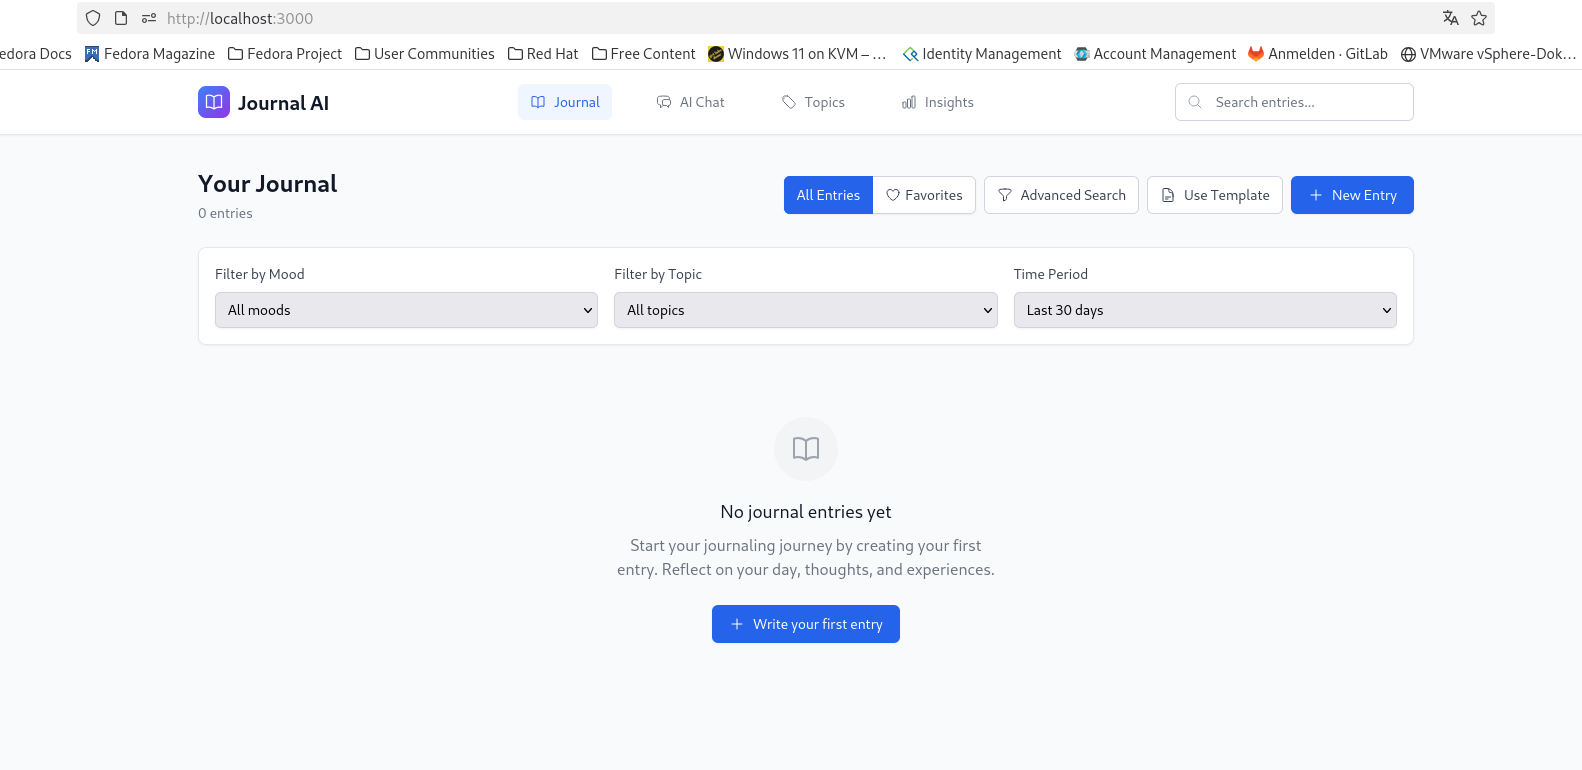 http://localhost:3000
edora Docs Fedora Magazine Fedora Project User Communities Red Hat Free Content Windows 11 on KVM – … Identity Management Account Management Anmelden · GitLab VMware vSphere-Dok…
Journal AI Journal AI Chat Topics Insights Search entries...
Your Journal
0 entries
All Entries Favorites Advanced Search Use Template New Entry
Filter by Mood Filter by Topic Time Period
All moods All topics Last 30 days
No journal entries yet
Start your journaling journey by creating your first
entry. Reflect on your day, thoughts, and experiences.
Write your first entry